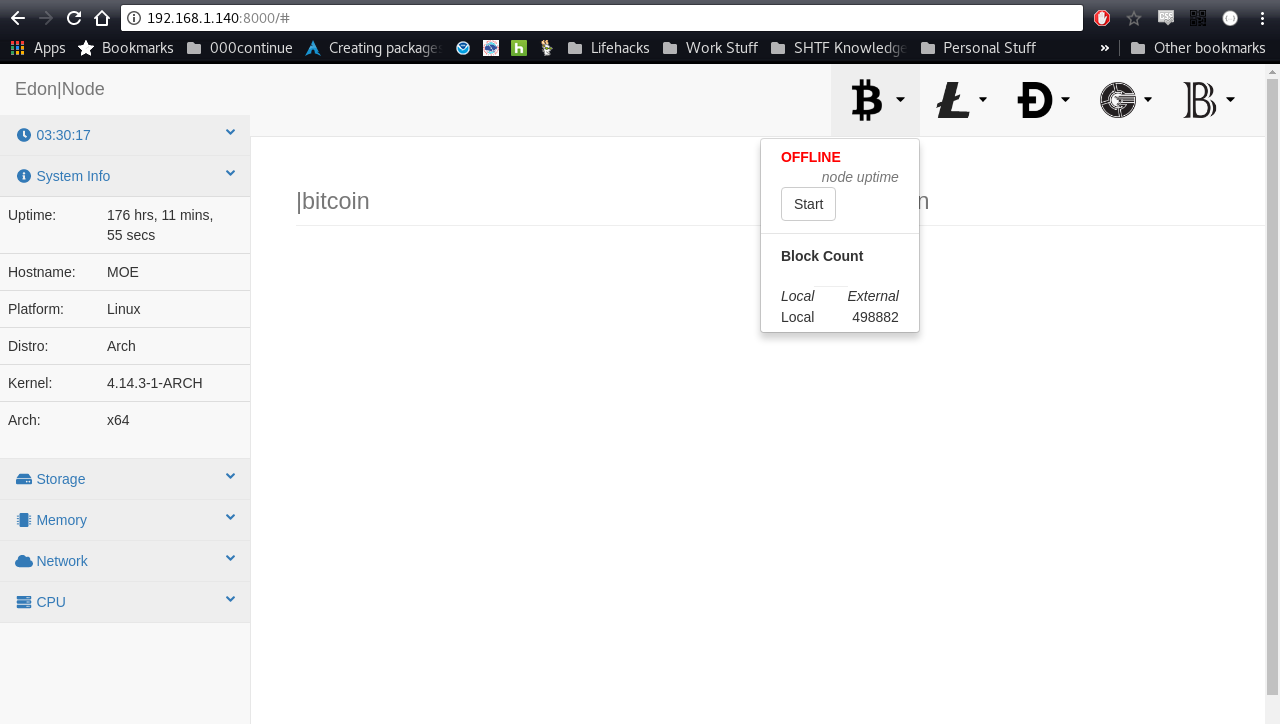 192.168.1.140:8000/#
Apps Bookmarks 000continue Creating packages Lifehacks Work Stuff SHTF Knowledge Personal Stuff » Other bookmarks
Edon|Node
03:30:17
System Info
Uptime: 176 hrs, 11 mins, 55 secs
Hostname: MOE
Platform: Linux
Distro: Arch
Kernel: 4.14.3-1-ARCH
Arch: x64
Storage
Memory
Network
CPU
|bitcoin
n
OFFLINE
node uptime
Start
Block Count
Local External
Local 498882